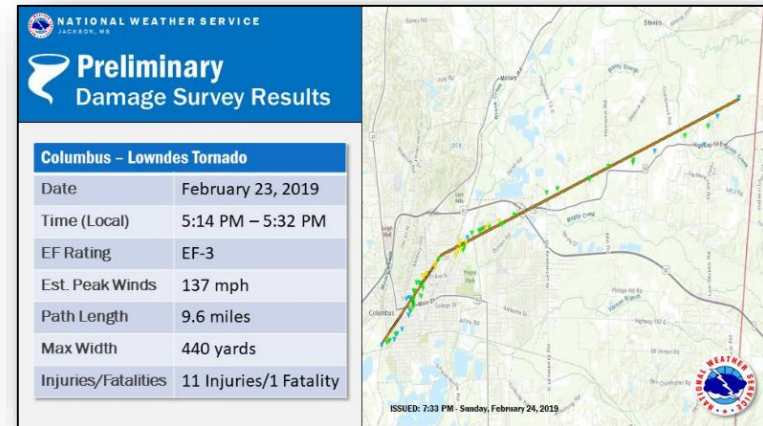 NATIONAL WEATHER SERVICE
JACKSON, MS
Preliminary
Damage Survey Results
Columbus – Lowndes Tornado
Date February 23, 2019
Time (Local) 5:14 PM – 5:32 PM
EF Rating EF-3
Est. Peak Winds 137 mph
Path Length 9.6 miles
Max Width 440 yards
Injuries/Fatalities 11 Injuries/1 Fatality
Steens
Columbus
ISSUED: 7:33 PM - Sunday, February 24, 2019
NATIONAL WEATHER SERVICE